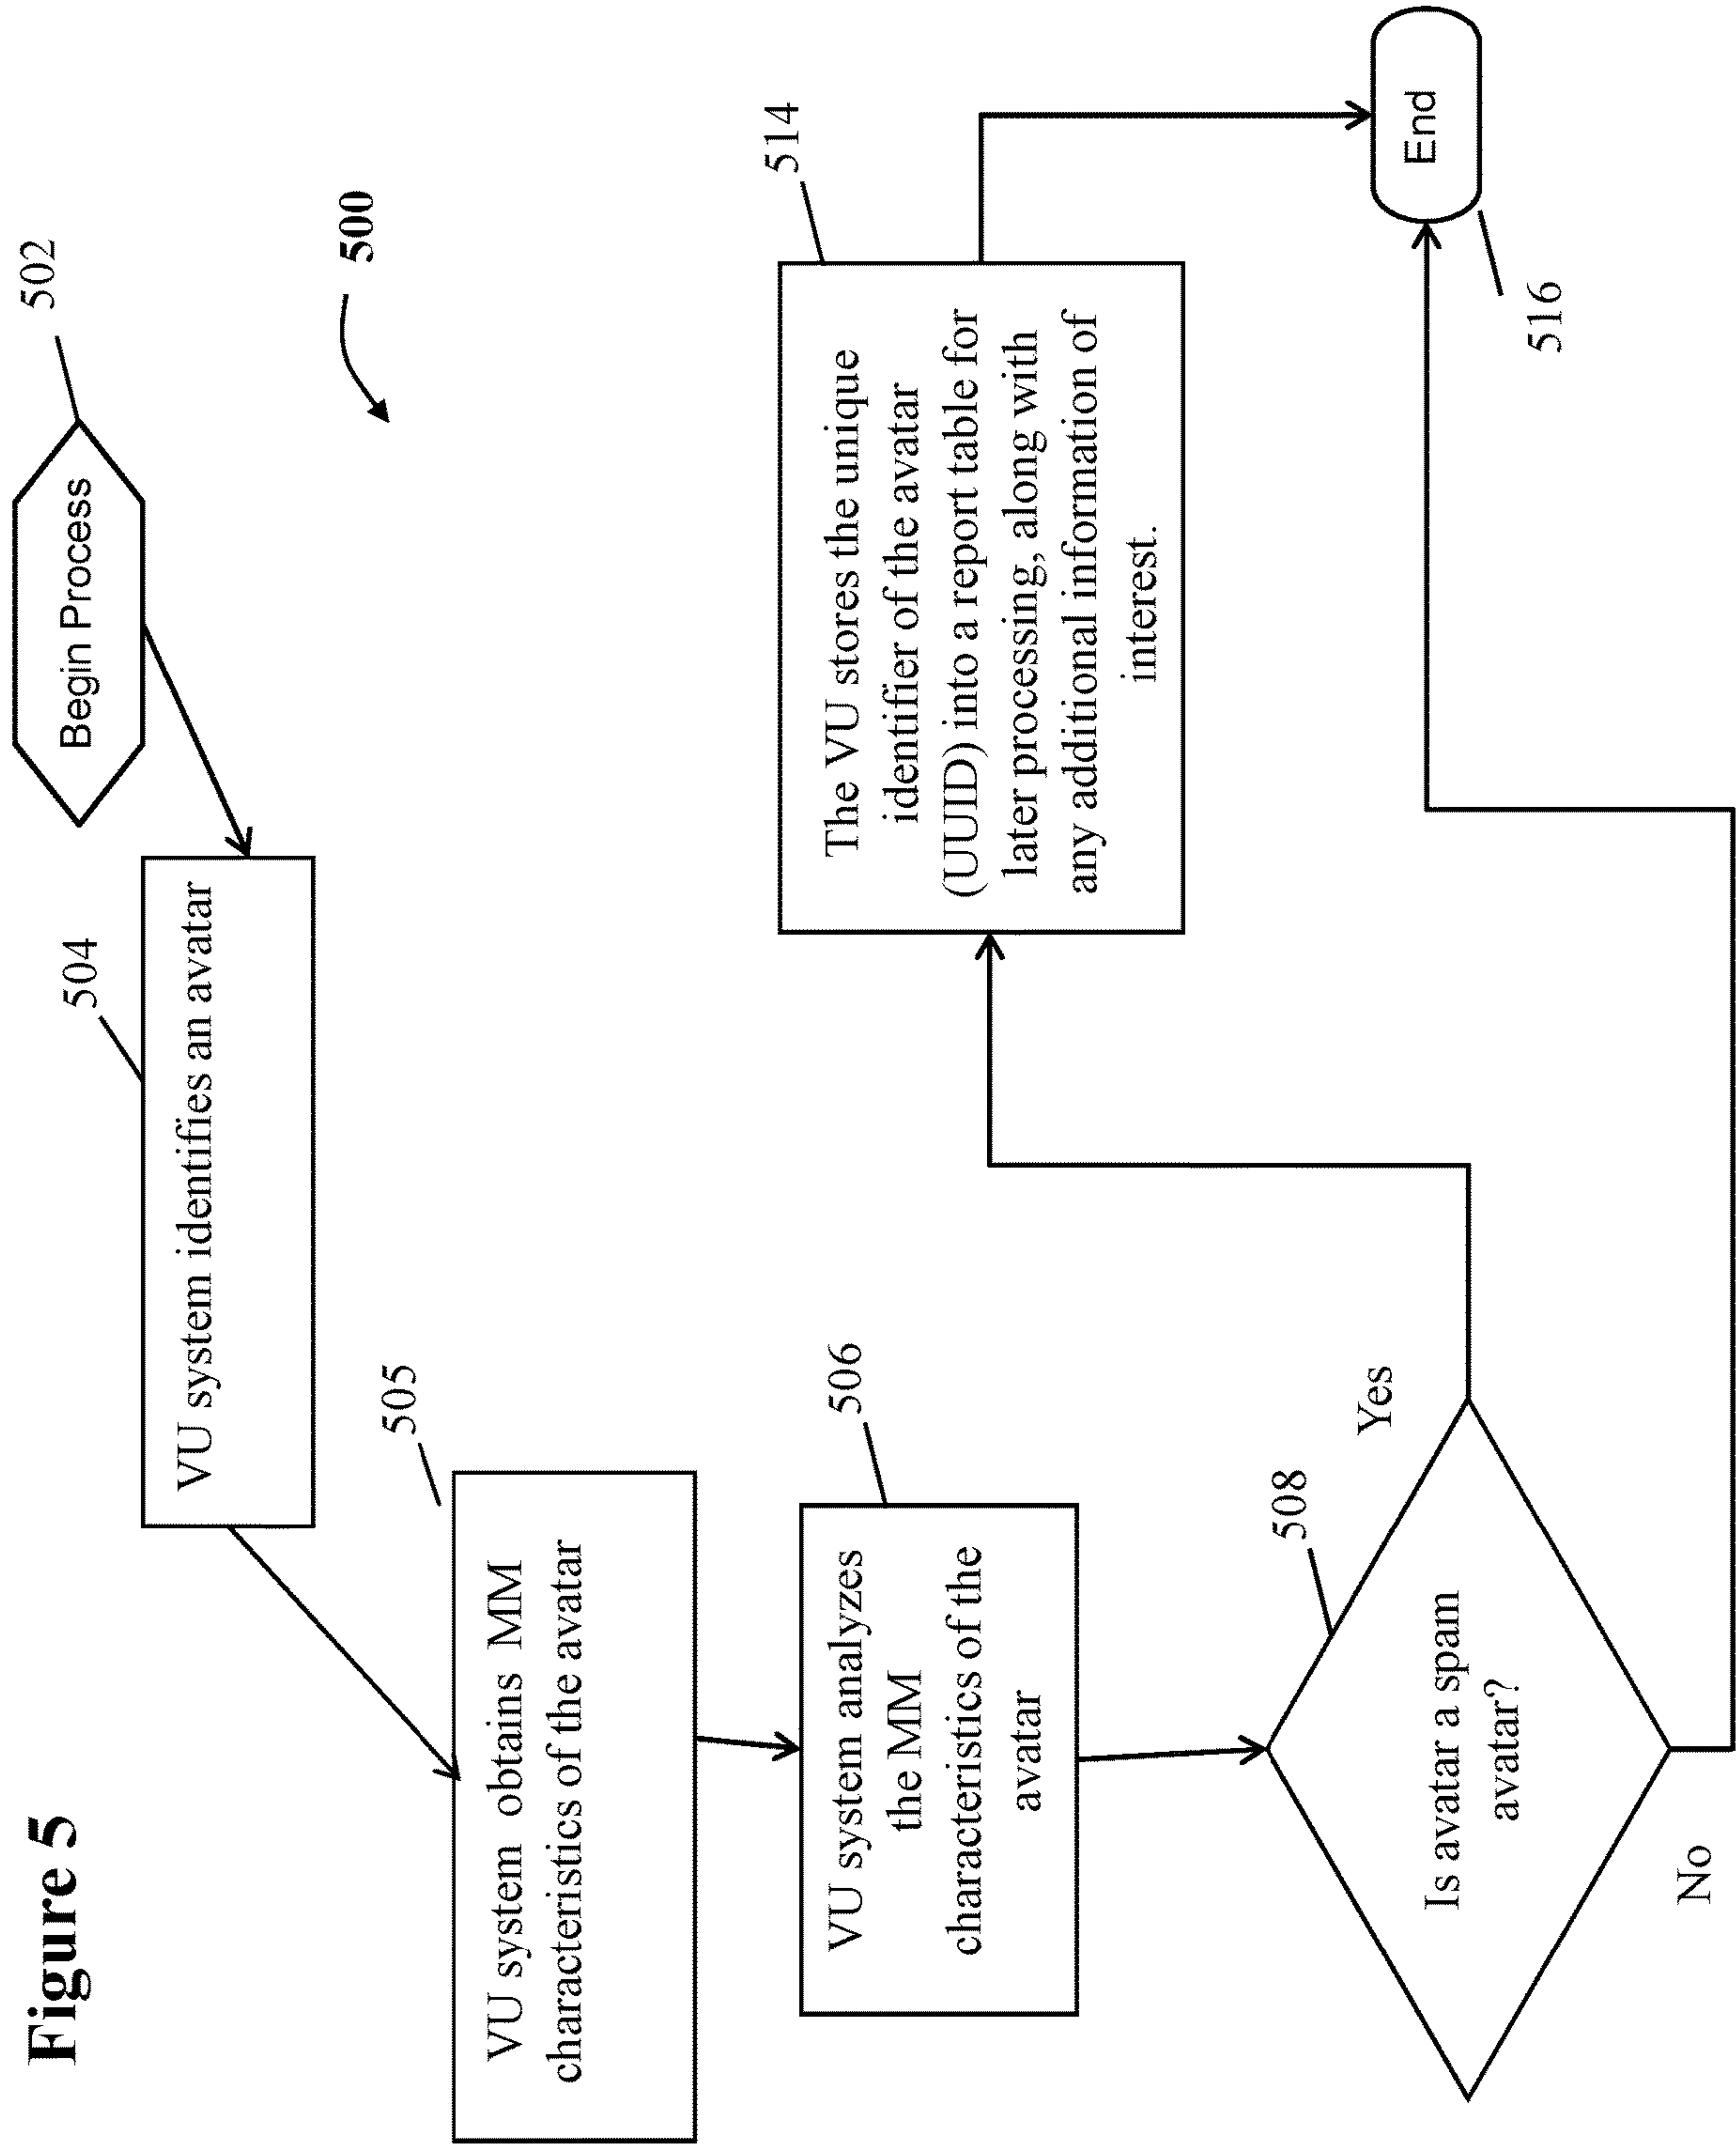 Figure 5
502
Begin Process
500
504
VU system identifies an avatar
505
VU system obtains MM
characteristics of the avatar
506
VU system analyzes
the MM
characteristics of the
avatar
508
Is avatar a spam
avatar?
Yes
No
514
The VU stores the unique
identifier of the avatar
(UUID) into a report table for
later processing, along with
any additional information of
interest.
End
516